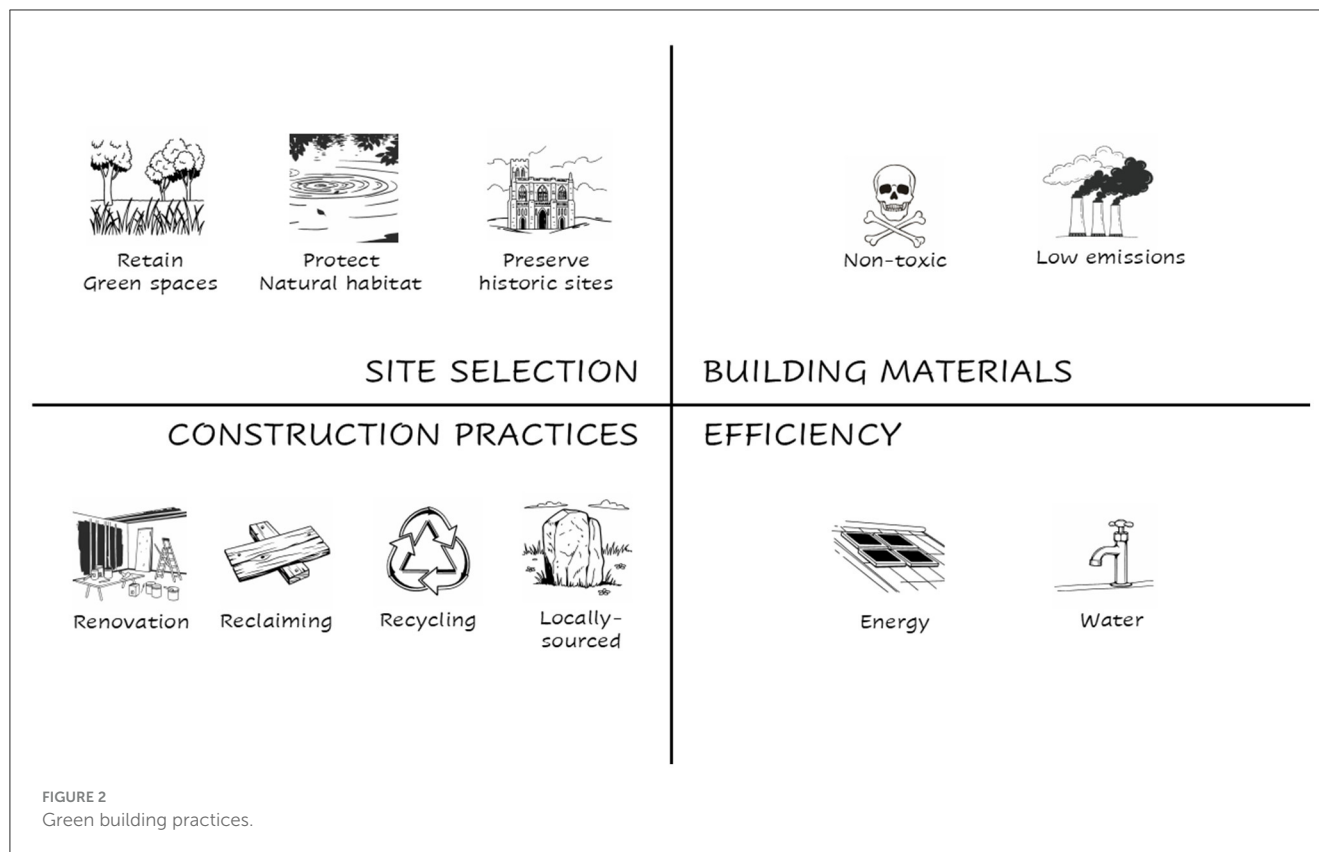 Retain
Green spaces
Protect
Natural habitat
Preserve
historic sites
Non-toxic
Low emissions
SITE SELECTION
BUILDING MATERIALS
CONSTRUCTION PRACTICES
EFFICIENCY
Renovation
Reclaiming
Recycling
Locally-
sourced
Energy
Water
FIGURE 2
Green building practices.